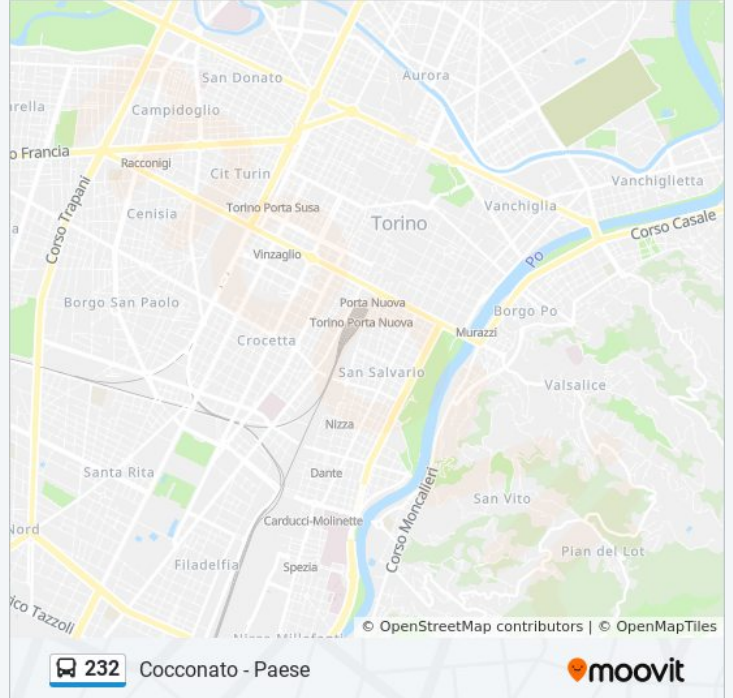 San Donato
Aurora
arella
Campidoglio
o Francia
Racconigi
Cit Turin
Vanchiglietta
Corso Trapani
Torino Porta Susa
Cenisia
Vanchiglia
Torino
Corso Casale
a
Vinzaglio
Po
Borgo San Paolo
Porta Nuova
Borgo Po
Torino Porta Nuova
Murazzi
Crocetta
San Salvario
Valsalice
Nizza
Santa Rita
Dante
Corso Moncalieri
San Vito
Nord
Carducci-Molinette
Pian del Lot
Filadelfia
Spezia
ico Tazzoli
© OpenStreetMap contributors | © OpenMapTiles
232 Cocconato - Paese
moovit